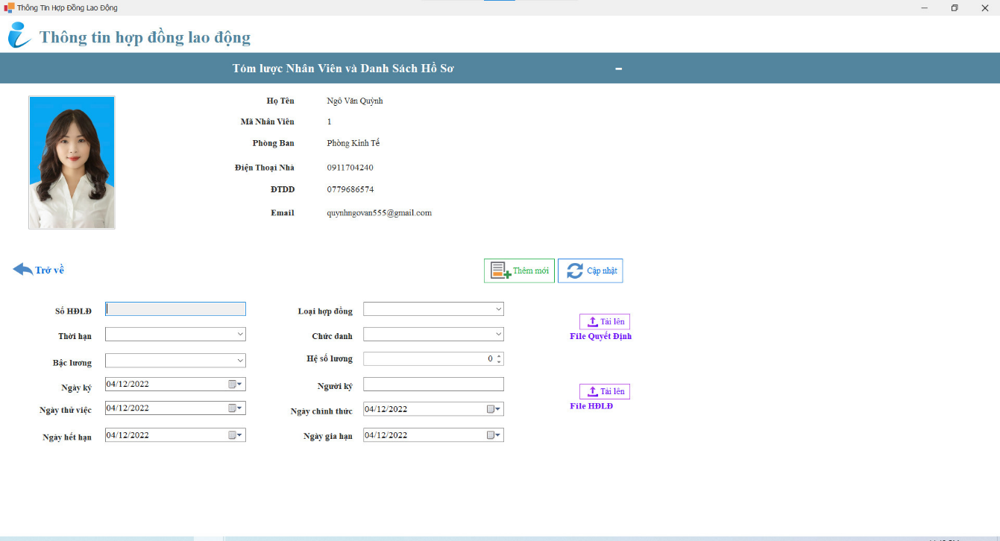 Thông Tin Hợp Đồng Lao Động
Thông tin hợp đồng lao động
Tóm lược Nhân Viên và Danh Sách Hồ Sơ
Họ Tên Ngô Văn Quỳnh
Mã Nhân Viên 1
Phòng Ban Phòng Kinh Tế
Điện Thoại Nhà 0911704240
ĐTDD 0779686574
Email quynhngovan555@gmail.com
Trở về Thêm mới Cập nhật
Số HĐLĐ Loại hợp đồng
Tải lên
Thời hạn Chức danh File Quyết Định
Bậc lương Hệ số lương 0
Ngày ký 04/12/2022 Người ký
Tải lên
File HĐLĐ
Ngày thử việc 04/12/2022 Ngày chính thức 04/12/2022
Ngày hết hạn 04/12/2022 Ngày gia hạn 04/12/2022